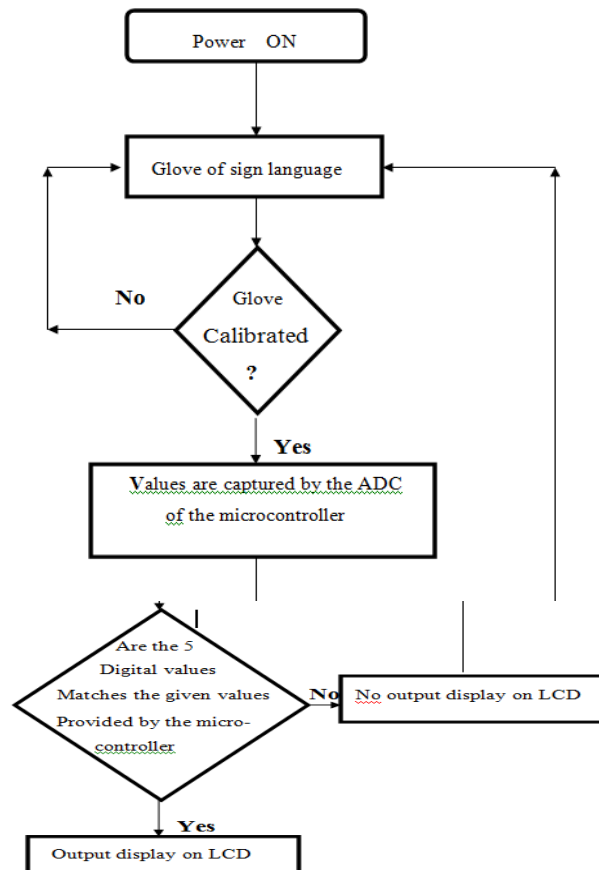 Power ON
Glove of sign language
No
Glove
Calibrated
?
Yes
Values are captured by the ADC
of the microcontroller
Are the 5
Digital values
Matches the given values
Provided by the micro-
controller
No
No output display on LCD
Yes
Output display on LCD